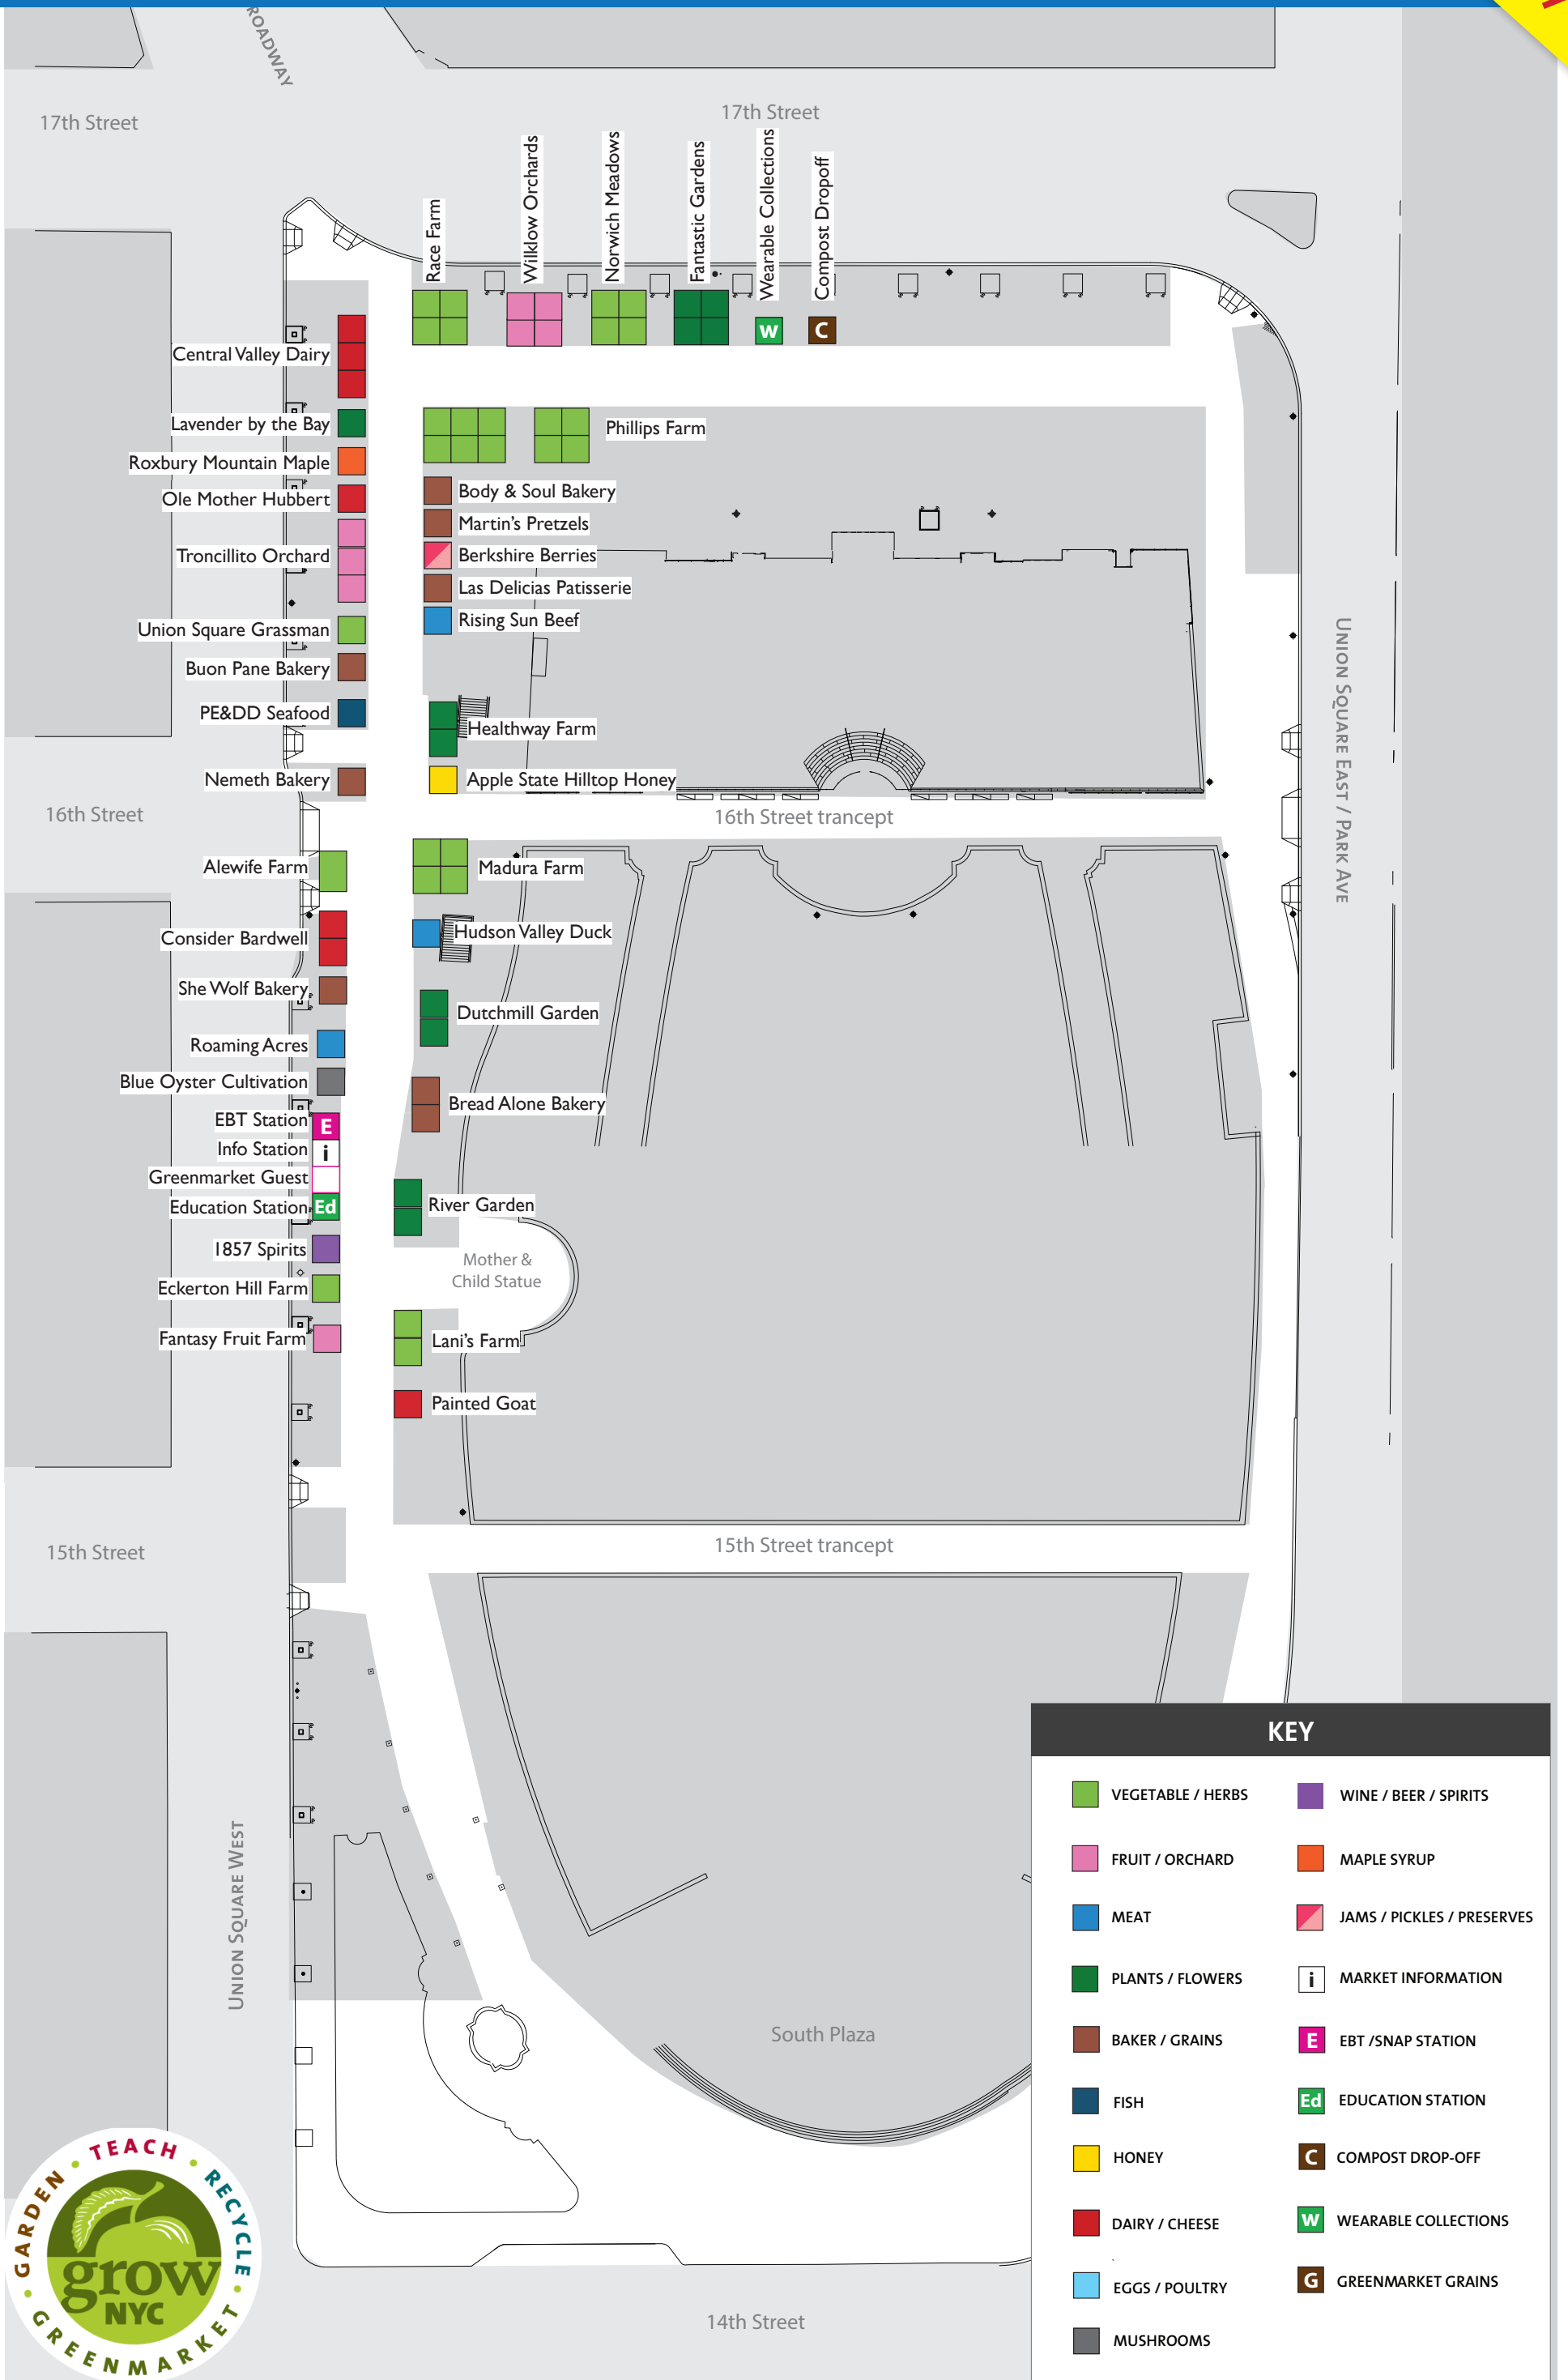 ROADWAY
17th Street
17th Street
Race Farm
Wilklow Orchards
Norwich Meadows
Fantastic Gardens
Wearable Collections
Compost Dropoff
W
C
Central Valley Dairy
Lavender by the Bay
Roxbury Mountain Maple
Ole Mother Hubbert
Troncillito Orchard
Union Square Grassman
Buon Pane Bakery
PE&DD Seafood
Nemeth Bakery
Phillips Farm
Body & Soul Bakery
Martin's Pretzels
Berkshire Berries
Las Delicias Patisserie
Rising Sun Beef
Healthway Farm
Apple State Hilltop Honey
UNION SQUARE EAST / PARK AVE
16th Street
16th Street trancept
Alewife Farm
Consider Bardwell
She Wolf Bakery
Roaming Acres
Blue Oyster Cultivation
EBT Station
E
Info Station
i
Greenmarket Guest
Education Station
Ed
1857 Spirits
Eckerton Hill Farm
Fantasy Fruit Farm
Madura Farm
Hudson Valley Duck
Dutchmill Garden
Bread Alone Bakery
River Garden
Mother &
Child Statue
Lani's Farm
Painted Goat
15th Street
15th Street trancept
UNION SQUARE WEST
South Plaza
14th Street
KEY
VEGETABLE / HERBS
FRUIT / ORCHARD
MEAT
PLANTS / FLOWERS
BAKER / GRAINS
FISH
HONEY
DAIRY / CHEESE
EGGS / POULTRY
MUSHROOMS
WINE / BEER / SPIRITS
MAPLE SYRUP
JAMS / PICKLES / PRESERVES
i MARKET INFORMATION
E EBT /SNAP STATION
Ed EDUCATION STATION
C COMPOST DROP-OFF
W WEARABLE COLLECTIONS
G GREENMARKET GRAINS
GARDEN • TEACH • RECYCLE • GREENMARKET •
grow
NYC